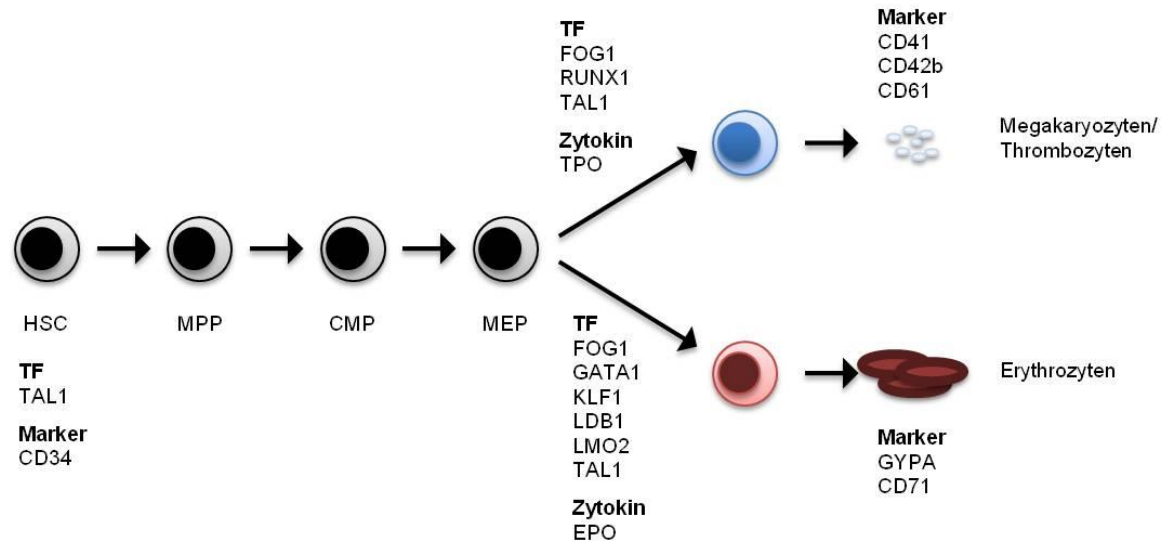 TF
FOG1
RUNX1
TAL1
Zytokin
TPO
Marker
CD41
CD42b
CD61
Megakaryozyten/
Thrombozyten
HSC
MPP
CMP
MEP
TF
TAL1
Marker
CD34
TF
FOG1
GATA1
KLF1
LDB1
LMO2
TAL1
Zytokin
EPO
Erythrozyten
Marker
GYPA
CD71